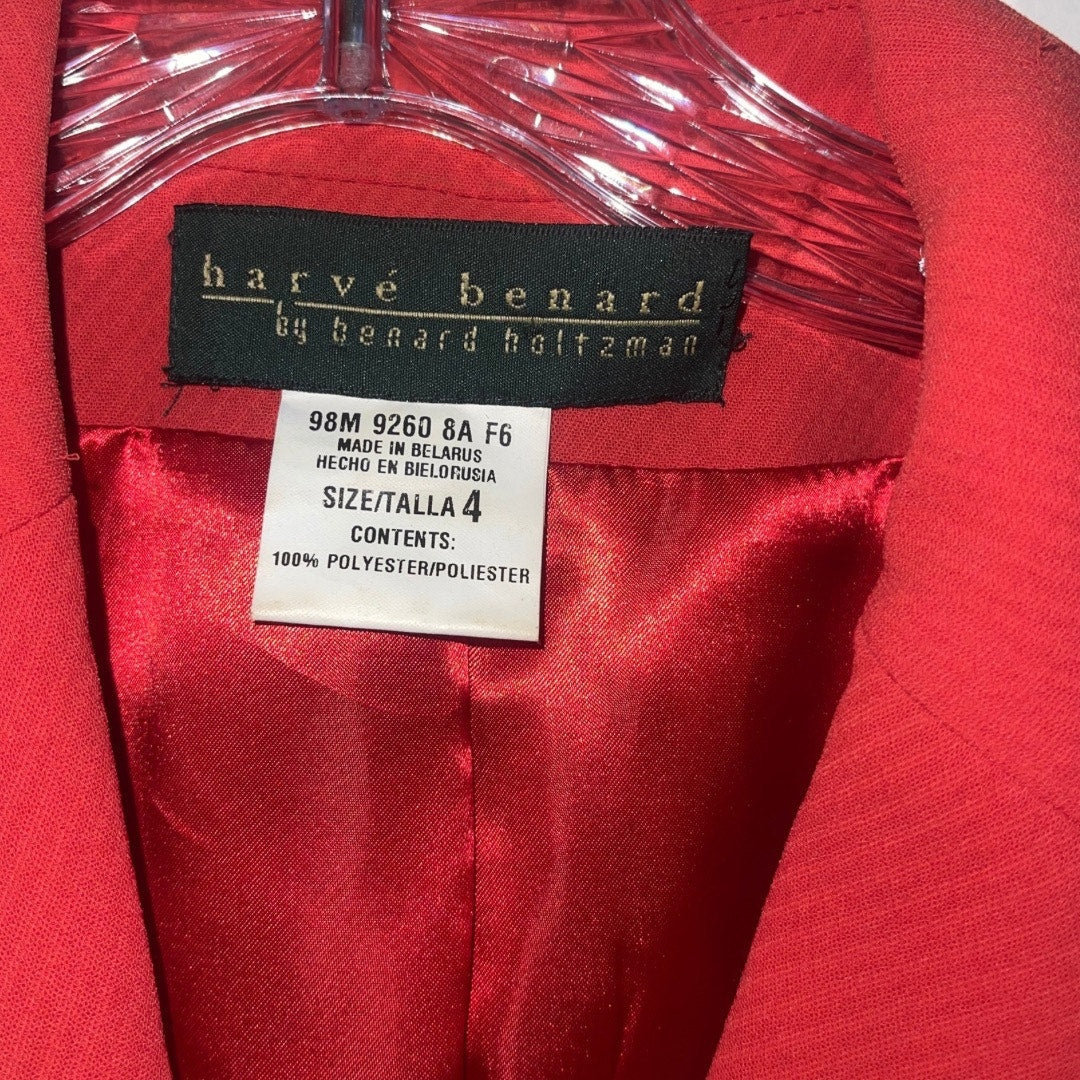 harvé benard
by benard holtzman
98M 9260 8A F6
MADE IN BELARUS
HECHO EN BIELORUSIA
SIZE/TALLA 4
CONTENTS:
100% POLYESTER/POLIESTER